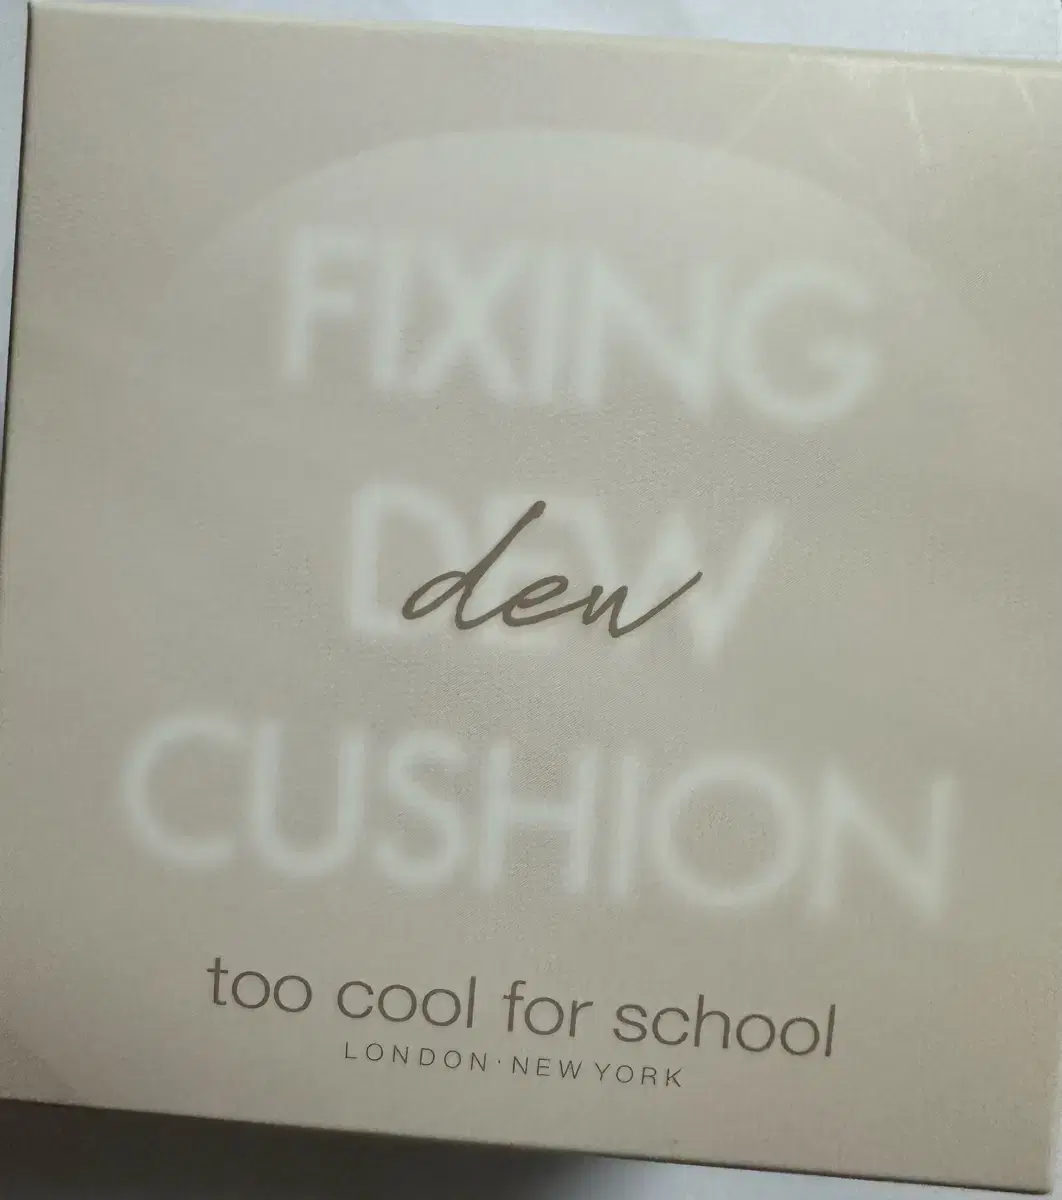 FIXING
DEW
dew
CUSHION
too cool for school
LONDON·NEW YORK